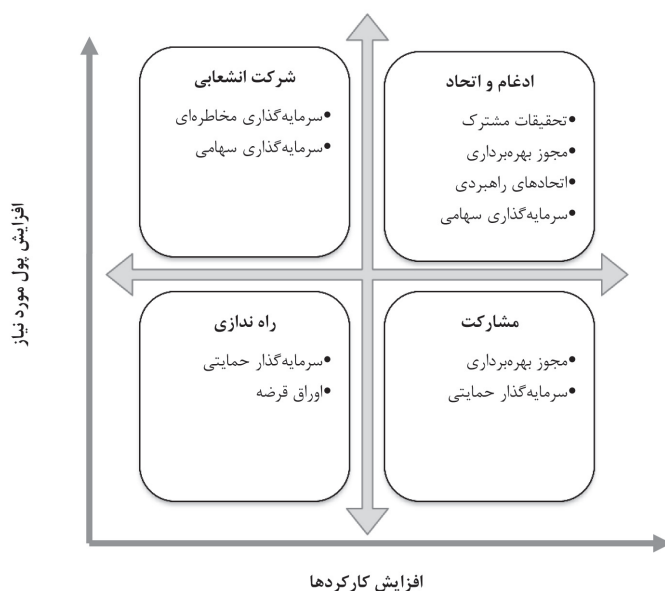 شرکت انشعابی
•سرمایه‌گذاری مخاطره‌ای
•سرمایه‌گذاری سهامی
ادغام و اتحاد
•تحقیقات مشترک
•مجوز بهره‌برداری
•اتحادهای راهبردی
•سرمایه‌گذاری سهامی
راه ندازی
•سرمایه‌گذار حمایتی
•اوراق قرضه
مشارکت
•مجوز بهره‌برداری
•سرمایه‌گذار حمایتی
افزایش پول مورد نیاز
افزایش کارکردها